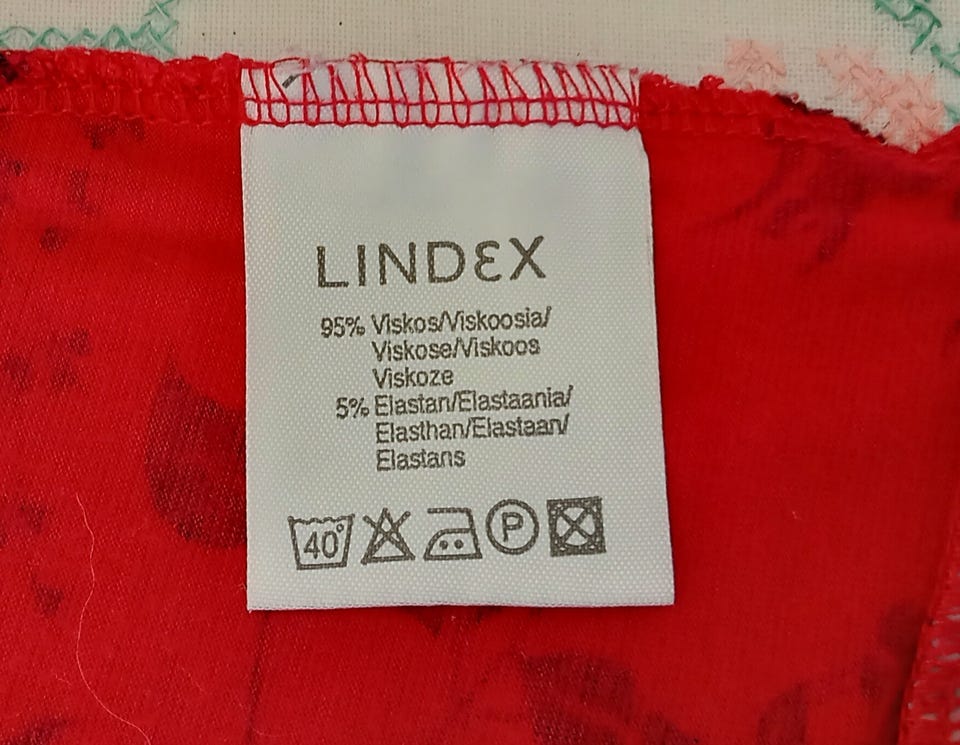 LINDEX
95% Viskos/Viskoosia/
Viskose/Viskoos
Viskoze
5% Elastan/Elastaania/
Elasthan/Elastaan/
Elastans
40° P